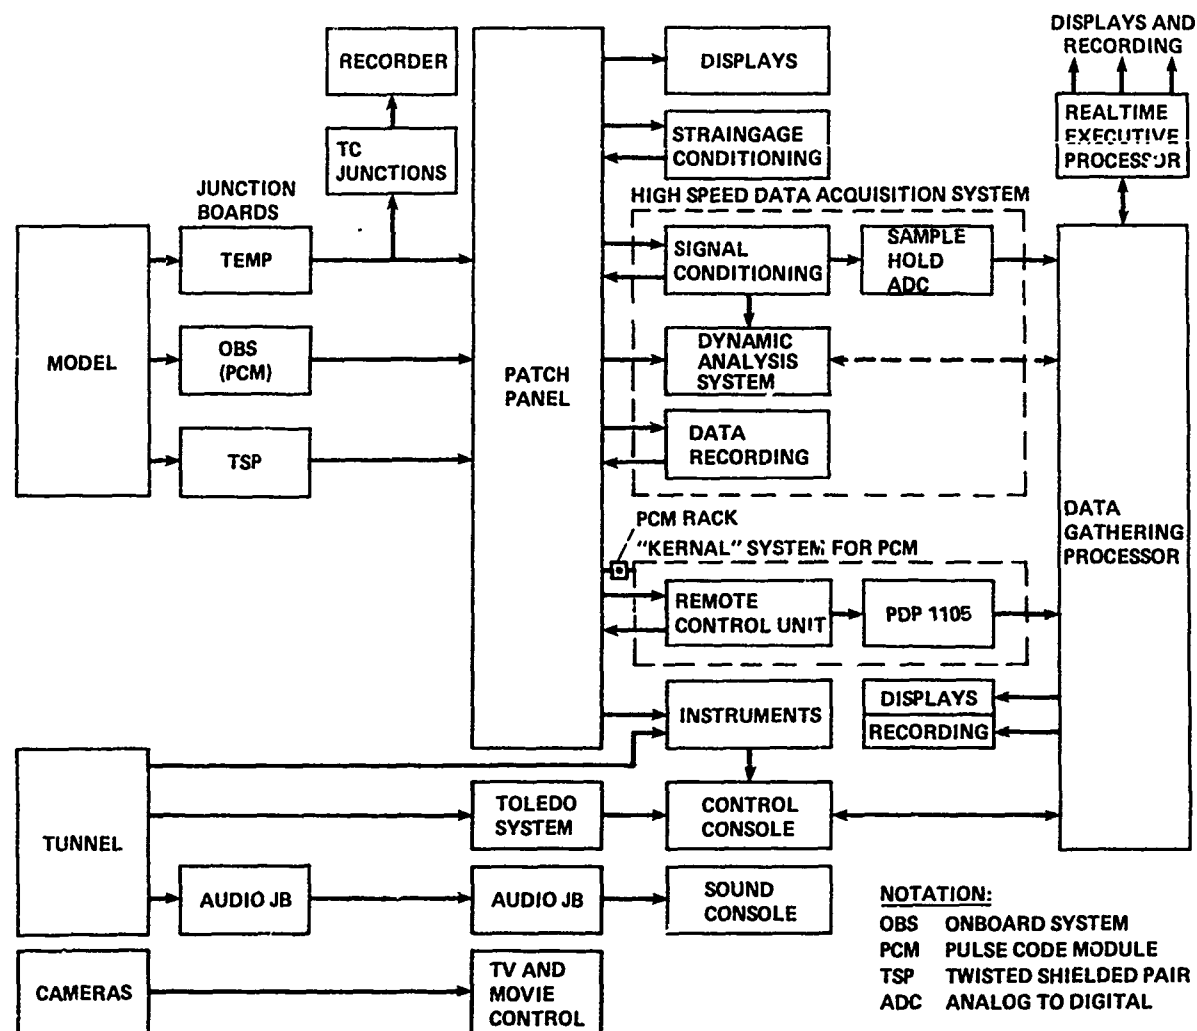 DISPLAYS AND
RECORDING
REALTIME
EXECUTIVE
PROCESSOR
RECORDER
TC
JUNCTIONS
DISPLAYS
STRAINGAGE
CONDITIONING
JUNCTION
BOARDS
HIGH SPEED DATA ACQUISITION SYSTEM
MODEL
TEMP
OBS
(PCM)
TSP
PATCH
PANEL
SIGNAL
CONDITIONING
SAMPLE
HOLD
ADC
DYNAMIC
ANALYSIS
SYSTEM
DATA
RECORDING
DATA
GATHERING
PROCESSOR
PCM RACK
"KERNAL" SYSTEM FOR PCM
REMOTE
CONTROL UNIT
PDP 1105
INSTRUMENTS
DISPLAYS
RECORDING
TUNNEL
TOLEDO
SYSTEM
CONTROL
CONSOLE
AUDIO JB
AUDIO JB
SOUND
CONSOLE
CAMERAS
TV AND
MOVIE
CONTROL
NOTATION:
OBS ONBOARD SYSTEM
PCM PULSE CODE MODULE
TSP TWISTED SHIELDED PAIR
ADC ANALOG TO DIGITAL